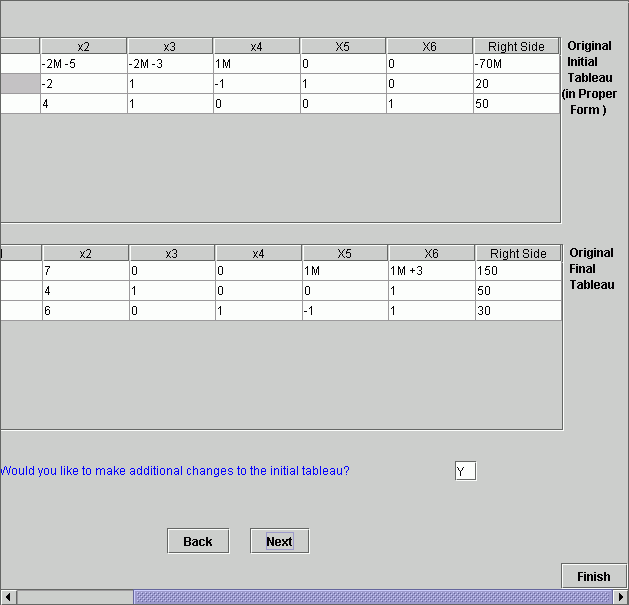 x2 x3 x4 X5 X6 Right Side
-2M -5 -2M -3 1M 0 0 -70M
-2 1 -1 1 0 20
4 1 0 0 1 50
Original
Initial
Tableau
(in Proper
Form )
x2 x3 x4 X5 X6 Right Side
7 0 0 1M 1M +3 150
4 1 0 0 1 50
6 0 1 -1 1 30
Original
Final
Tableau
Would you like to make additional changes to the initial tableau? Y
Back Next
Finish